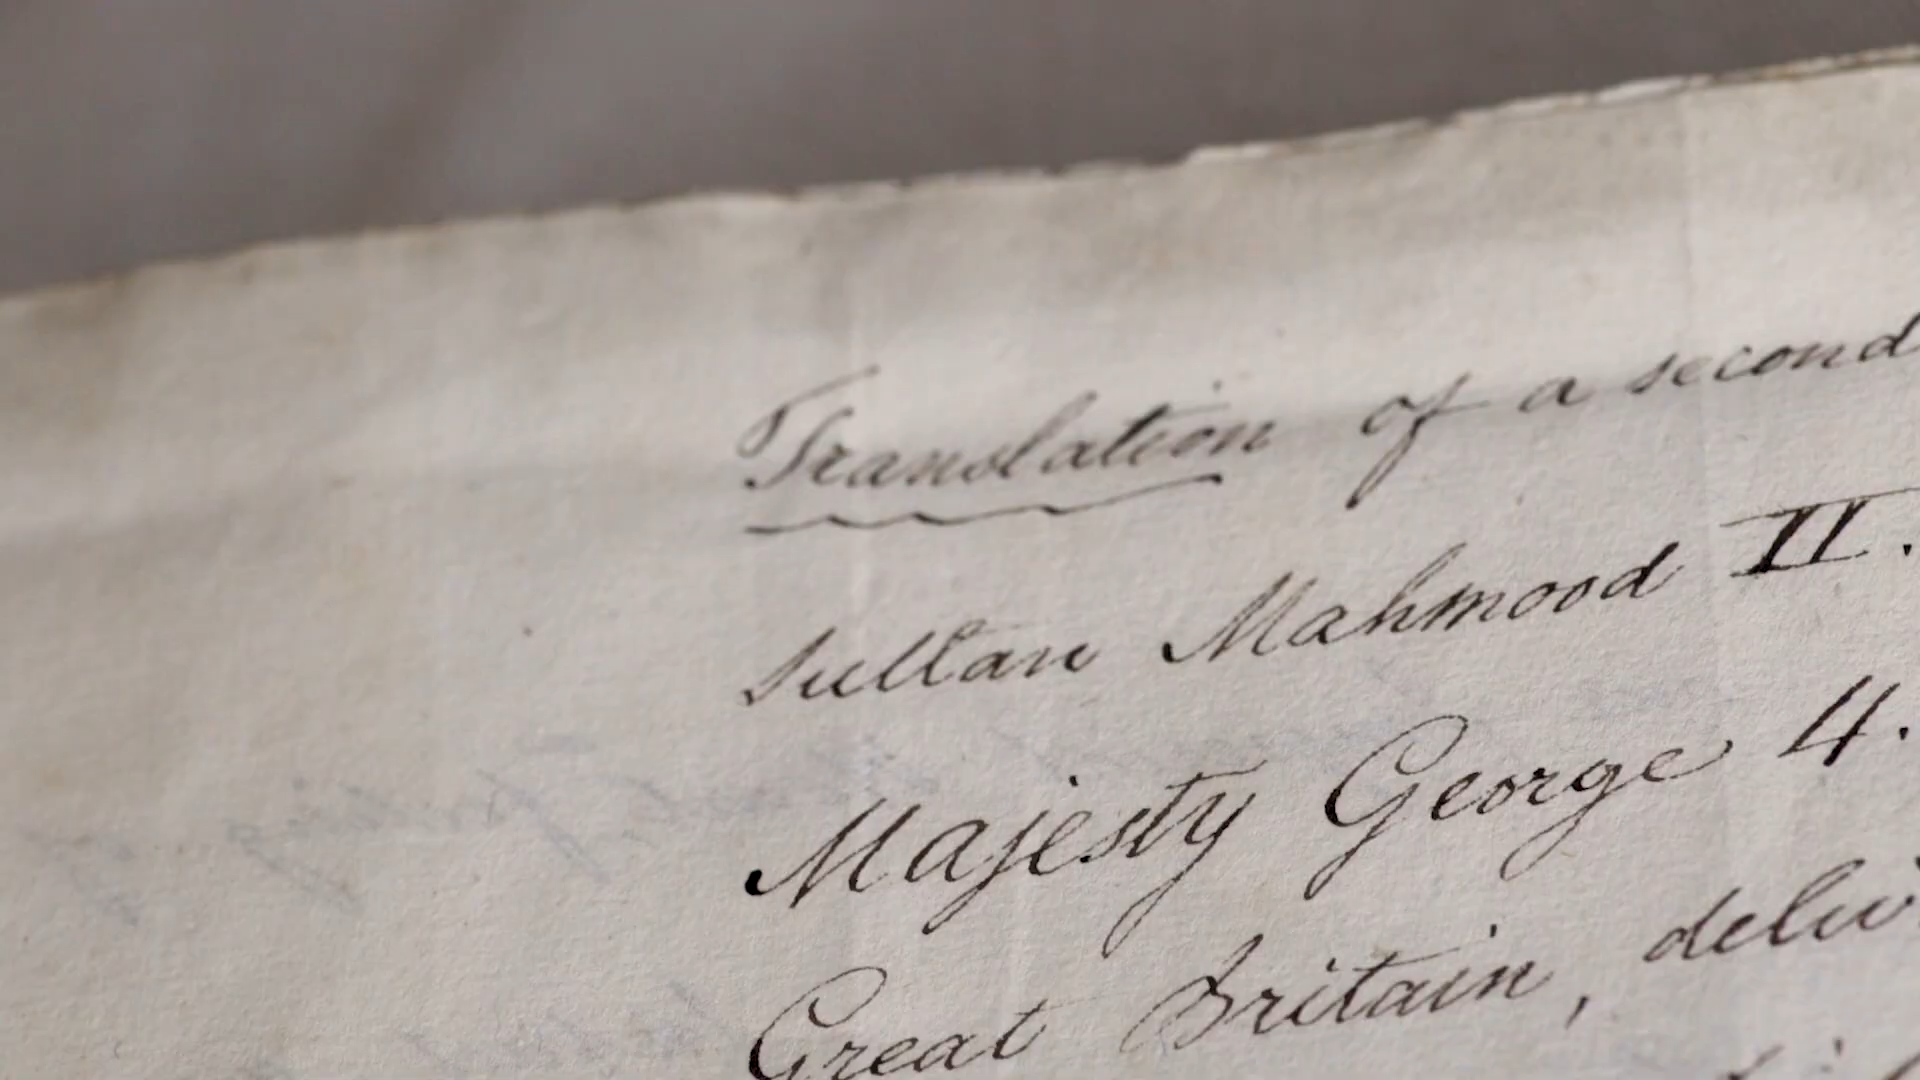 Translation of a second
Sultan Mahmood II.
Majesty George 4.
Great Britain,